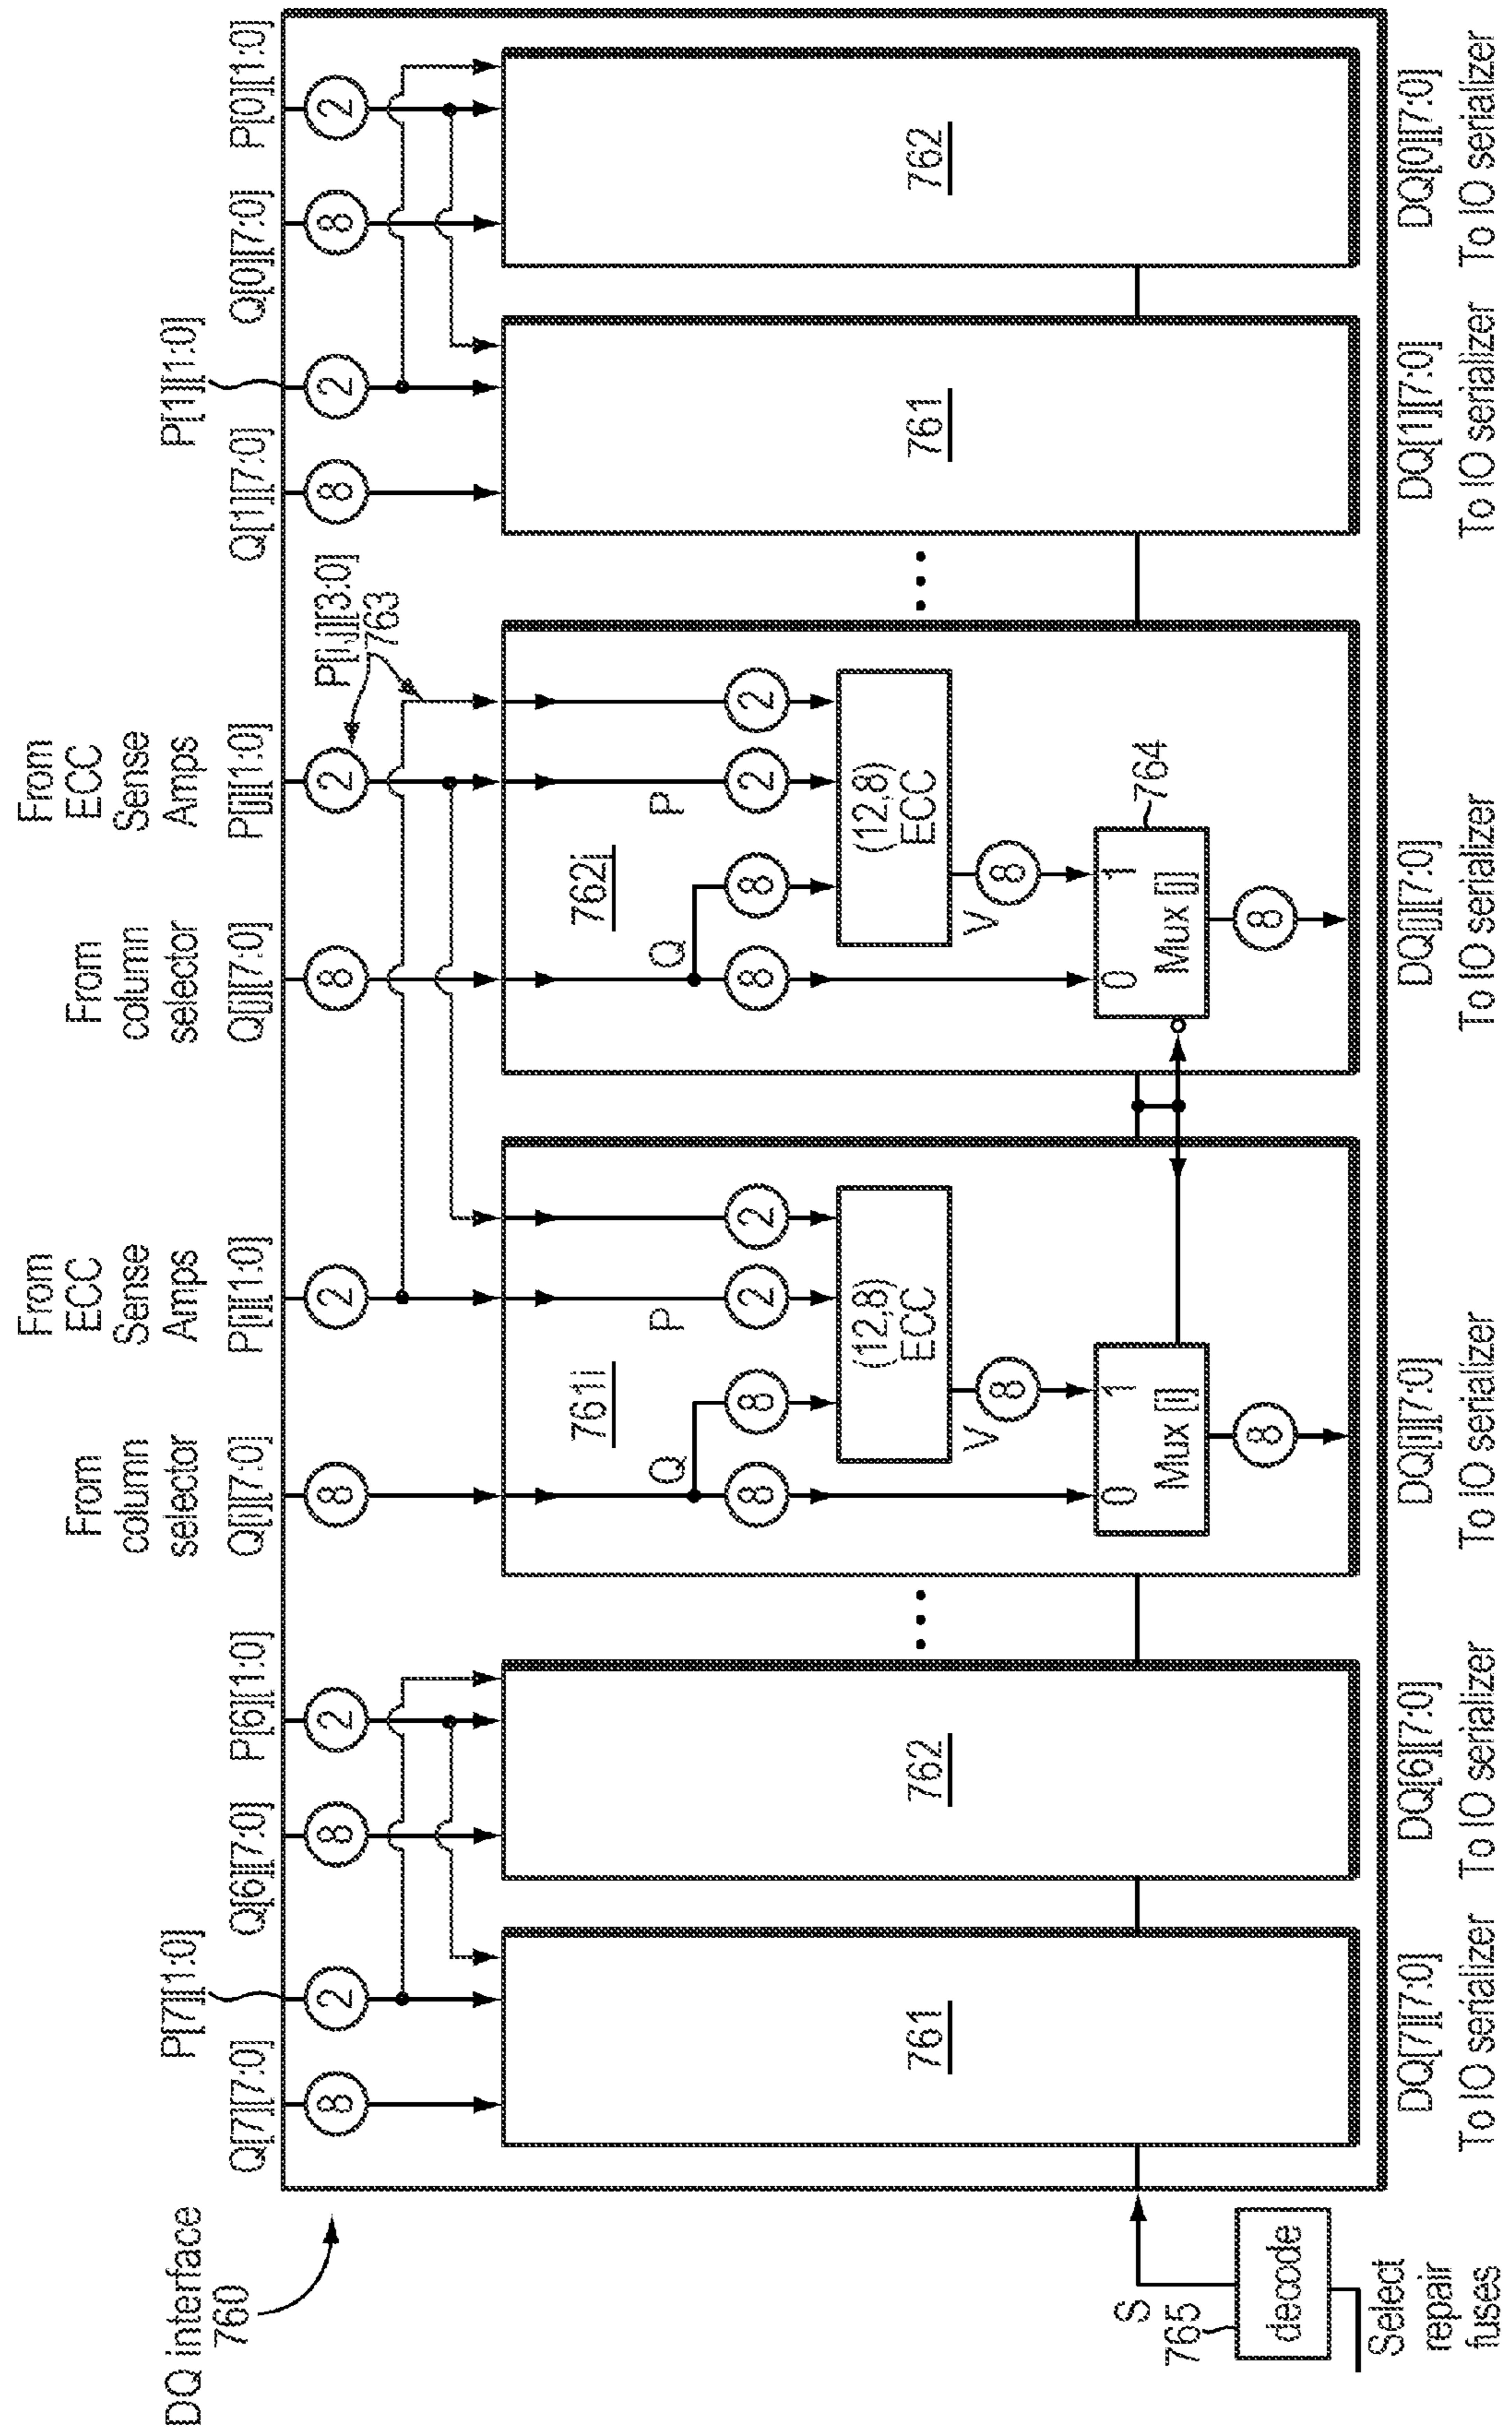 DQ interface
760
Q[7][7:0]
P[7][1:0]
Q[6][7:0]
P[6][1:0]
From
column
selector
Q[i][7:0]
From
ECC
Sense
Amps
P[i][1:0]
From
column
selector
Q[j][7:0]
From
ECC
Sense
Amps
P[j][1:0]
P[i,j][3:0]
763
Q[1][7:0]
P[1][1:0]
Q[0][7:0]
P[0][1:0]
8
2
8
2
8
2
8
2
8
2
8
2
761
762
761i
Q
P
8
8
2
2
(12,8)
ECC
V
8
0
1
Mux [i]
8
762j
Q
P
8
8
2
2
(12,8)
ECC
V
8
764
0
1
Mux [j]
8
761
762
S
765
decode
Select
repair
fuses
DQ[7][7:0]
To IO serializer
DQ[6][7:0]
To IO serializer
DQ[i][7:0]
To IO serializer
DQ[j][7:0]
To IO serializer
DQ[1][7:0]
To IO serializer
DQ[0][7:0]
To IO serializer